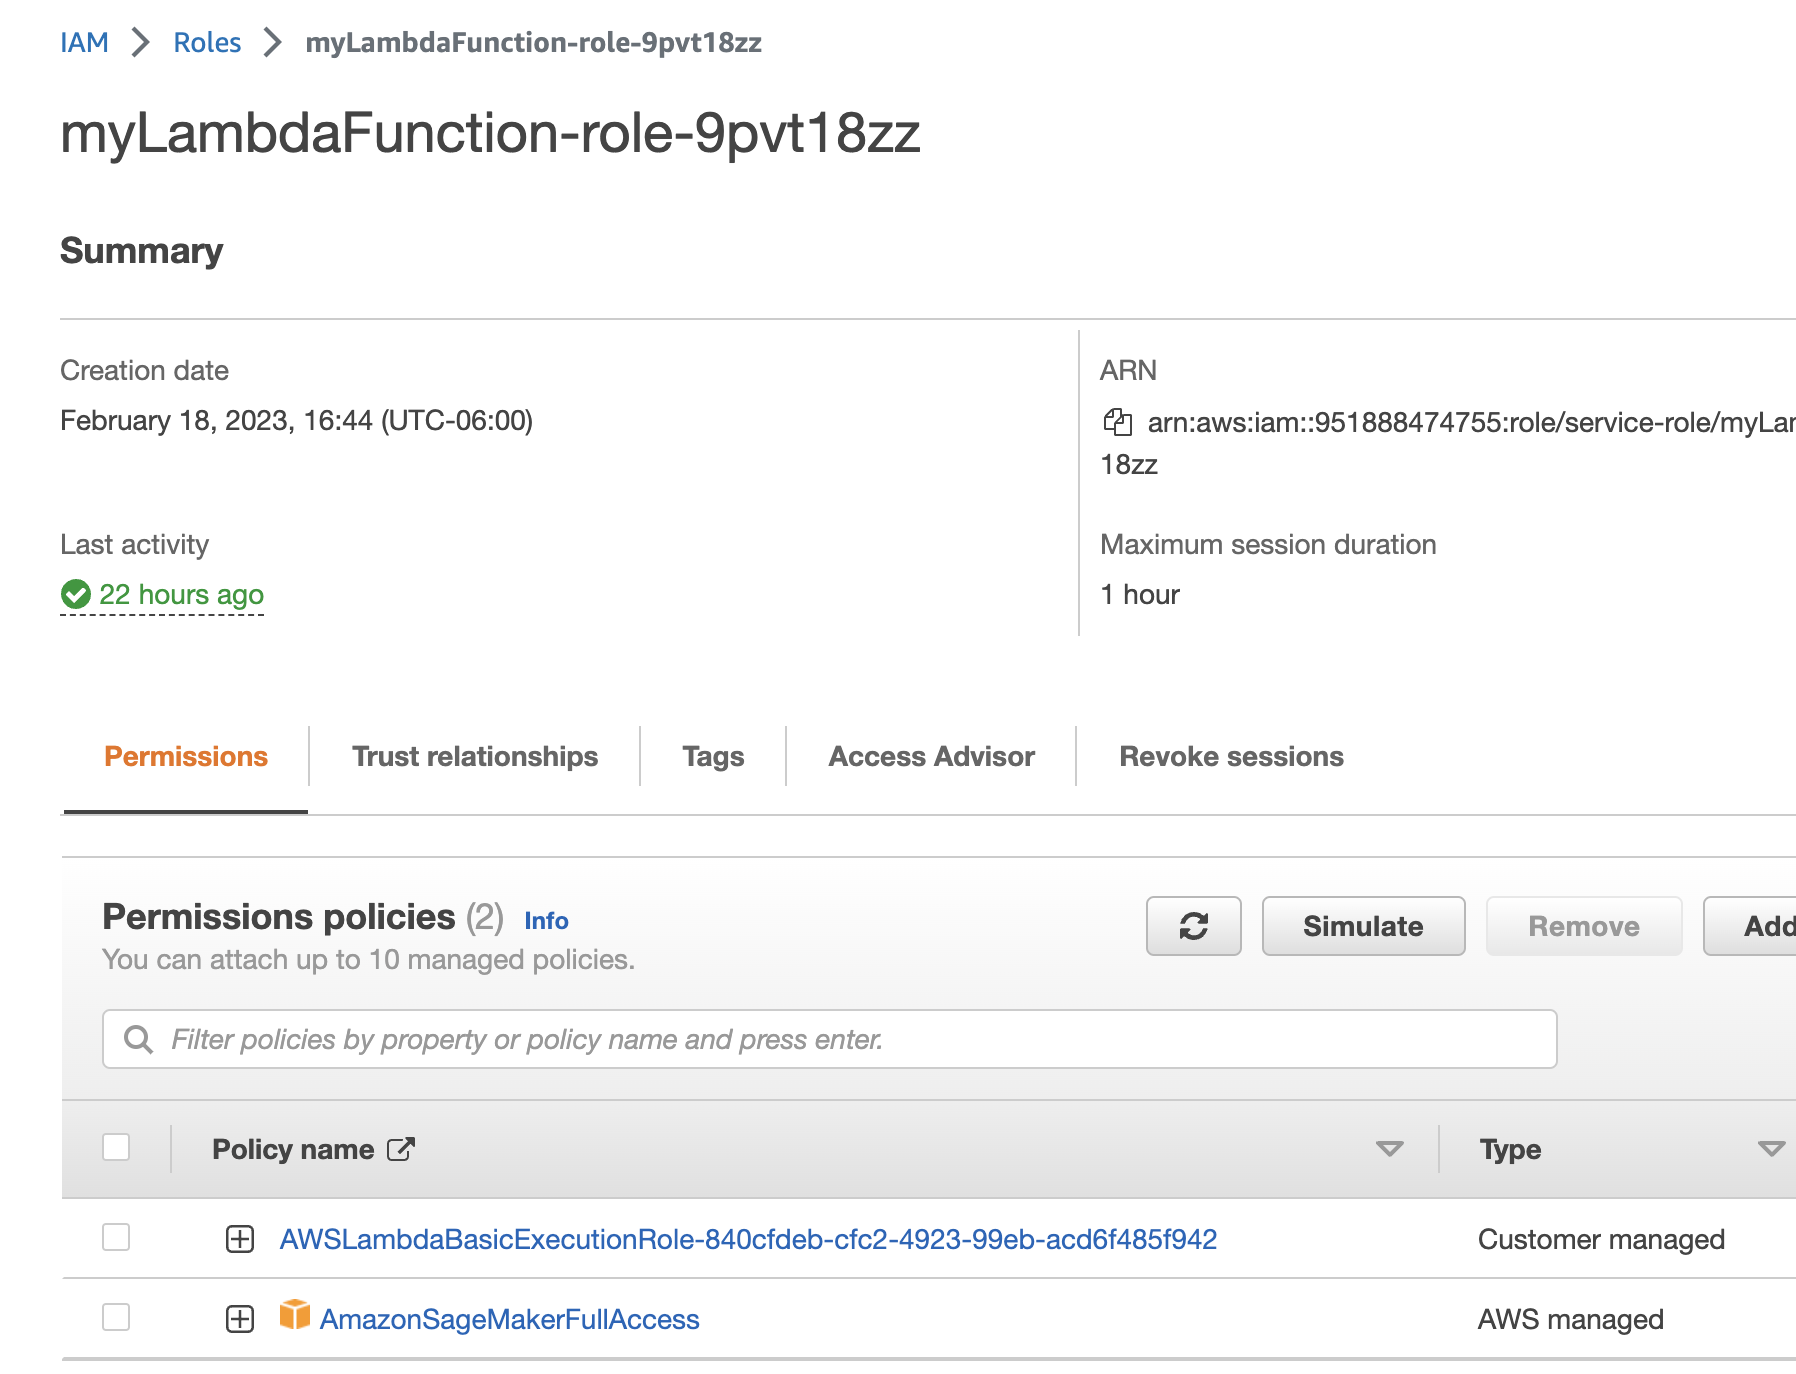 IAM > Roles > myLambdaFunction-role-9pvt18zz
myLambdaFunction-role-9pvt18zz
Summary
Creation date
February 18, 2023, 16:44 (UTC-06:00)
ARN
arn:aws:iam::951888474755:role/service-role/myLar
18zz
Last activity
22 hours ago
Maximum session duration
1 hour
Permissions
Trust relationships
Tags
Access Advisor
Revoke sessions
Permissions policies (2) Info
You can attach up to 10 managed policies.
Simulate
Remove
Add
Filter policies by property or policy name and press enter.
Policy name
Type
AWSLambdaBasicExecutionRole-840cfdeb-cfc2-4923-99eb-acd6f485f942
Customer managed
AmazonSageMakerFullAccess
AWS managed